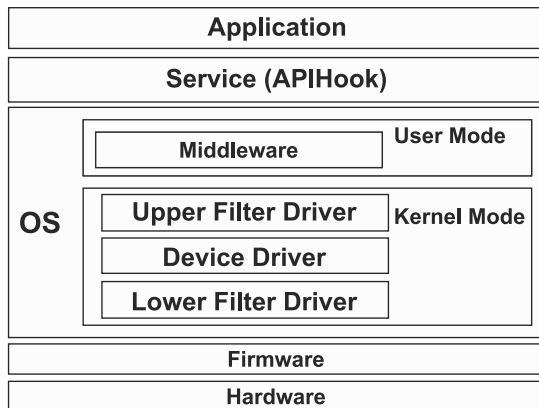 Application
Service (APIHook)
OS
User Mode
Middleware
Kernel Mode
Upper Filter Driver
Device Driver
Lower Filter Driver
Firmware
Hardware